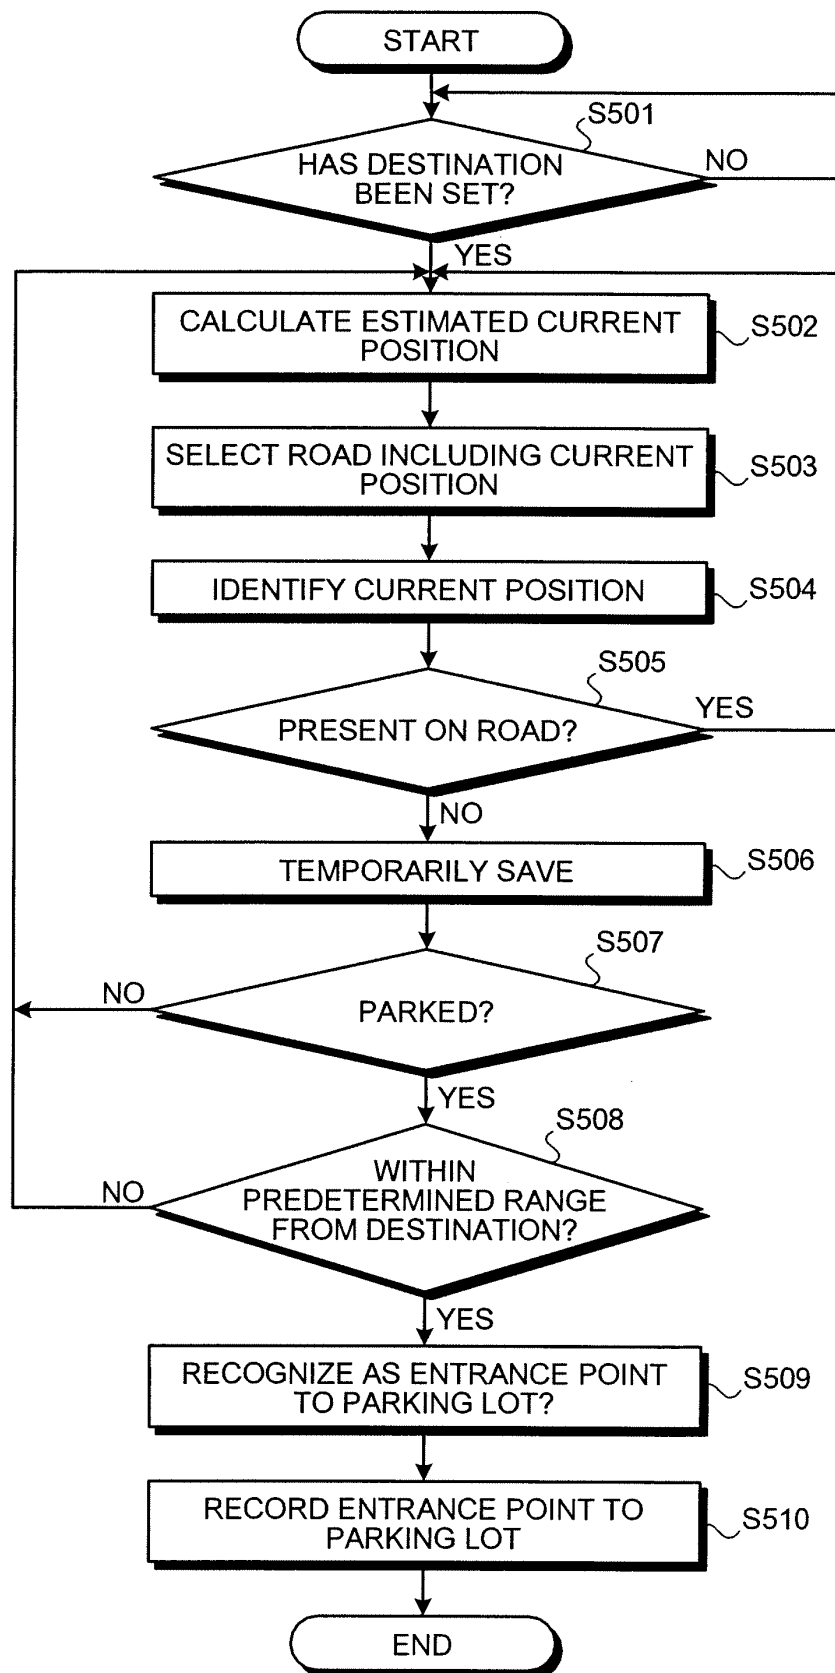 START
S501
HAS DESTINATION
BEEN SET?
NO
YES
CALCULATE ESTIMATED CURRENT
POSITION
S502
SELECT ROAD INCLUDING CURRENT
POSITION
S503
IDENTIFY CURRENT POSITION
S504
S505
PRESENT ON ROAD?
YES
NO
TEMPORARILY SAVE
S506
S507
NO
PARKED?
YES
S508
NO
WITHIN
PREDETERMINED RANGE
FROM DESTINATION?
YES
RECOGNIZE AS ENTRANCE POINT
TO PARKING LOT?
S509
RECORD ENTRANCE POINT TO
PARKING LOT
S510
END